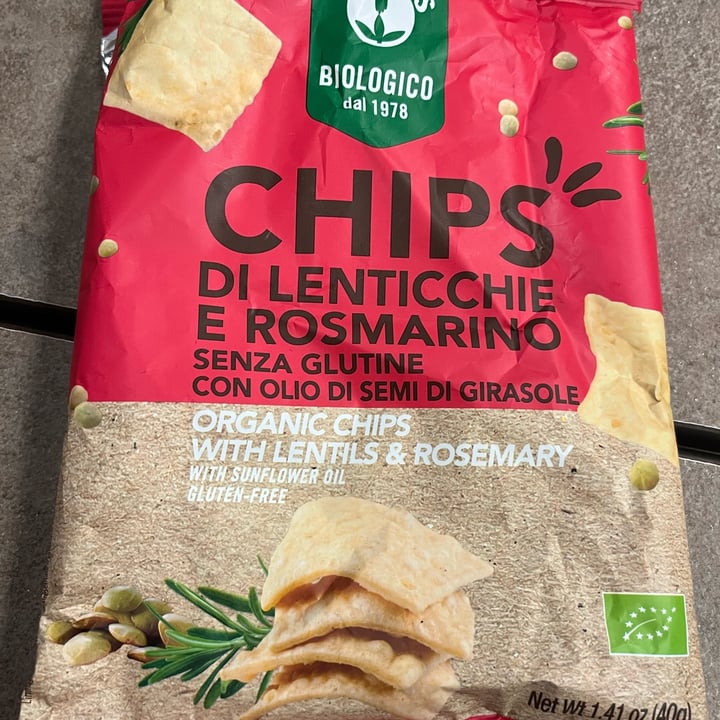 BIOLOGICO
dal 1978
CHIPS
DI LENTICCHIE
E ROSMARINO
SENZA GLUTINE
CON OLIO DI SEMI DI GIRASOLE
ORGANIC CHIPS
WITH LENTILS & ROSEMARY
WITH SUNFLOWER OIL
GLUTEN-FREE
Net Wt 1.41 oz (40g)